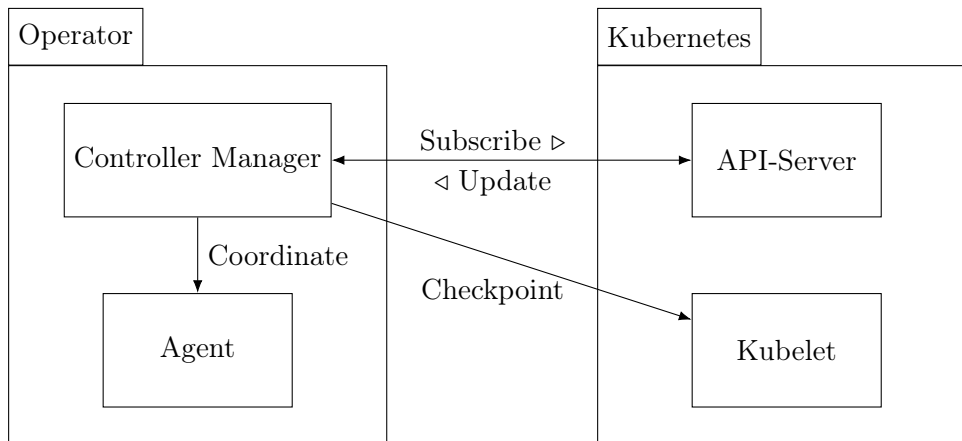 Operator
Kubernetes
Controller Manager
Subscribe ▷
◁ Update
API-Server
Coordinate
Checkpoint
Agent
Kubelet